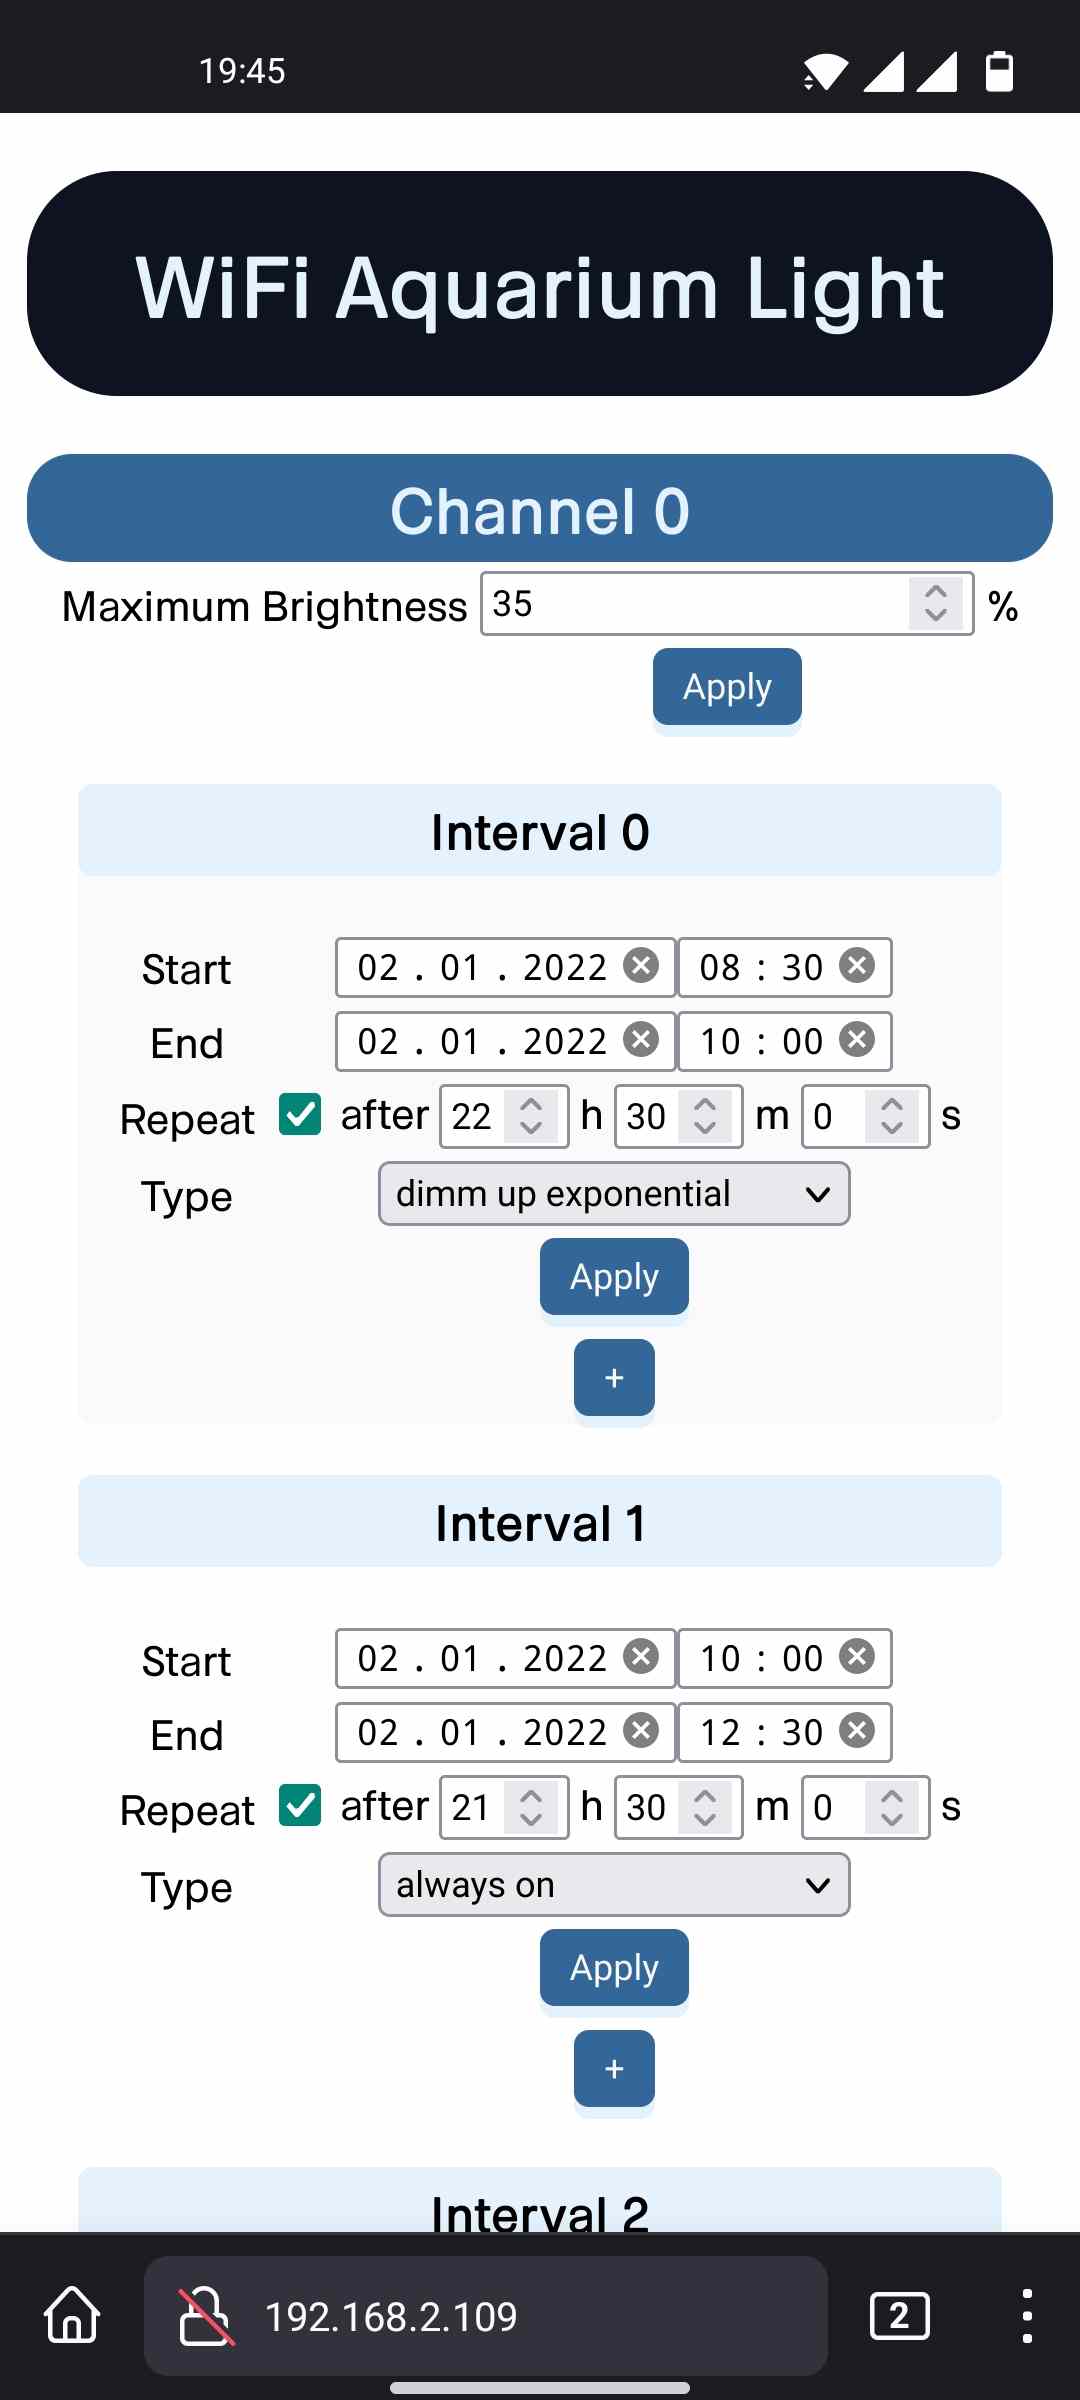 19:45
WiFi Aquarium Light
Channel 0
Maximum Brightness 35 %
Apply
Interval 0
Start 02 . 01 . 2022 08 : 30
End 02 . 01 . 2022 10 : 00
Repeat after 22 h 30 m 0 s
Type dimm up exponential
Apply
+
Interval 1
Start 02 . 01 . 2022 10 : 00
End 02 . 01 . 2022 12 : 30
Repeat after 21 h 30 m 0 s
Type always on
Apply
+
Interval 2
192.168.2.109 2